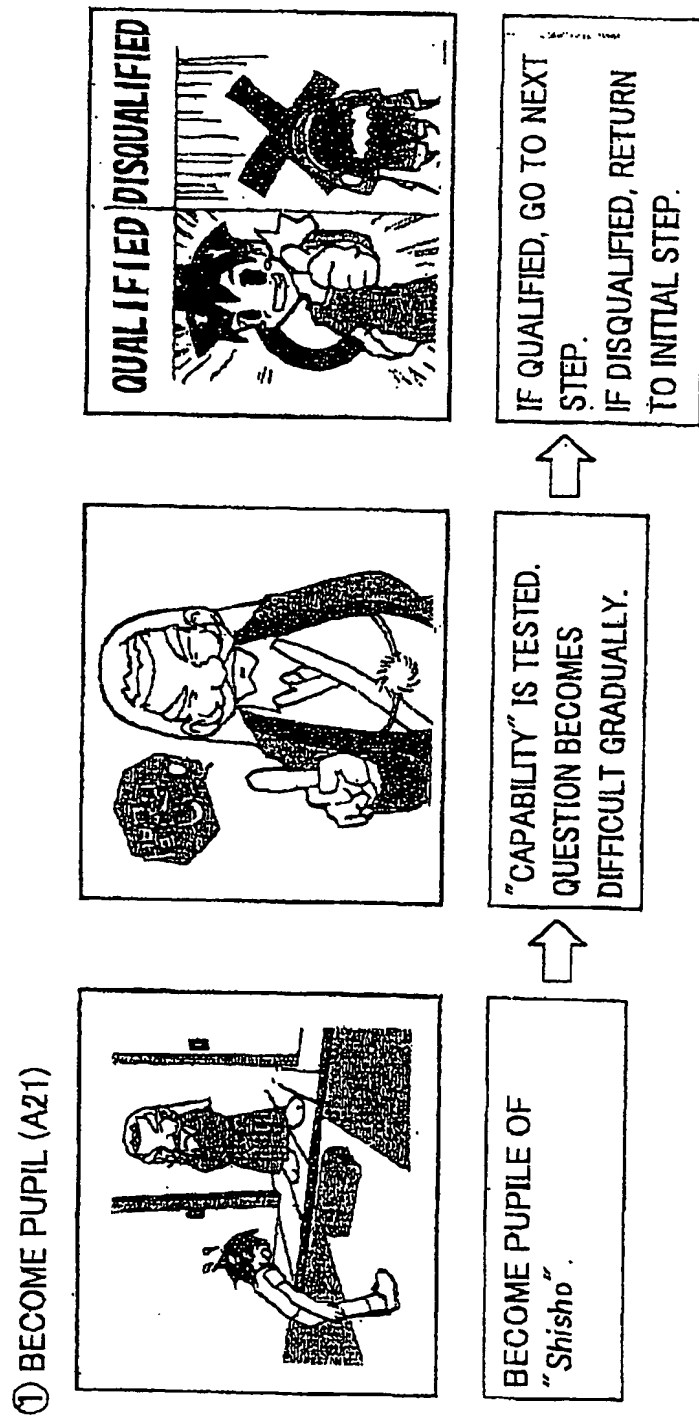 ① BECOME PUPIL (A21)
BECOME PUPILE OF
"Shisho".
"CAPABILITY" IS TESTED.
QUESTION BECOMES
DIFFICULT GRADUALLY.
QUALIFIED DISQUALIFIED
IF QUALIFIED, GO TO NEXT
STEP.
IF DISQUALIFIED, RETURN
TO INITIAL STEP.